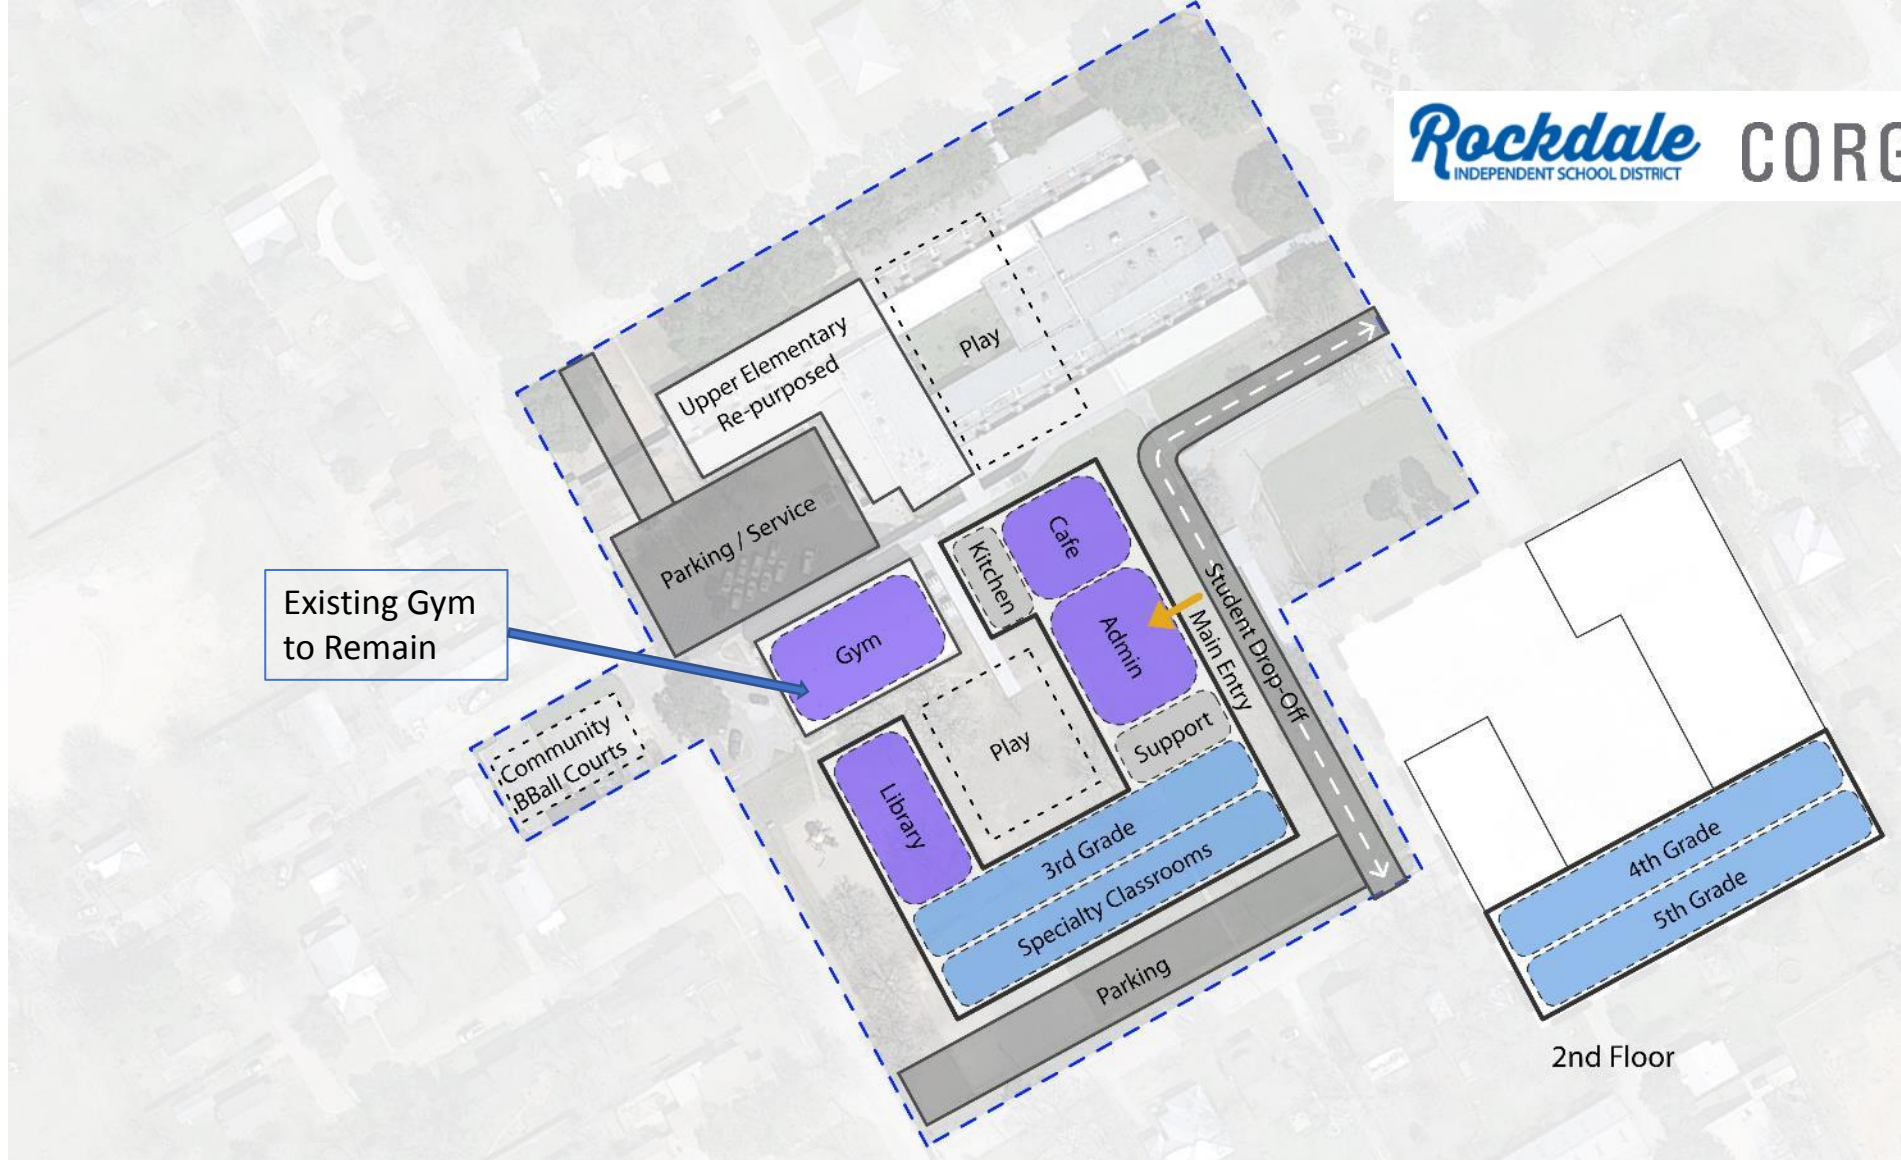 Rockdale
INDEPENDENT SCHOOL DISTRICT
CORG
Upper Elementary
Re-purposed
Play
Parking / Service
Existing Gym
to Remain
Gym
Kitchen
Cafe
Admin
Main Entry
Student Drop-Off
Support
Community
BBall Courts
Play
Library
3rd Grade
Specialty Classrooms
Parking
4th Grade
5th Grade
2nd Floor